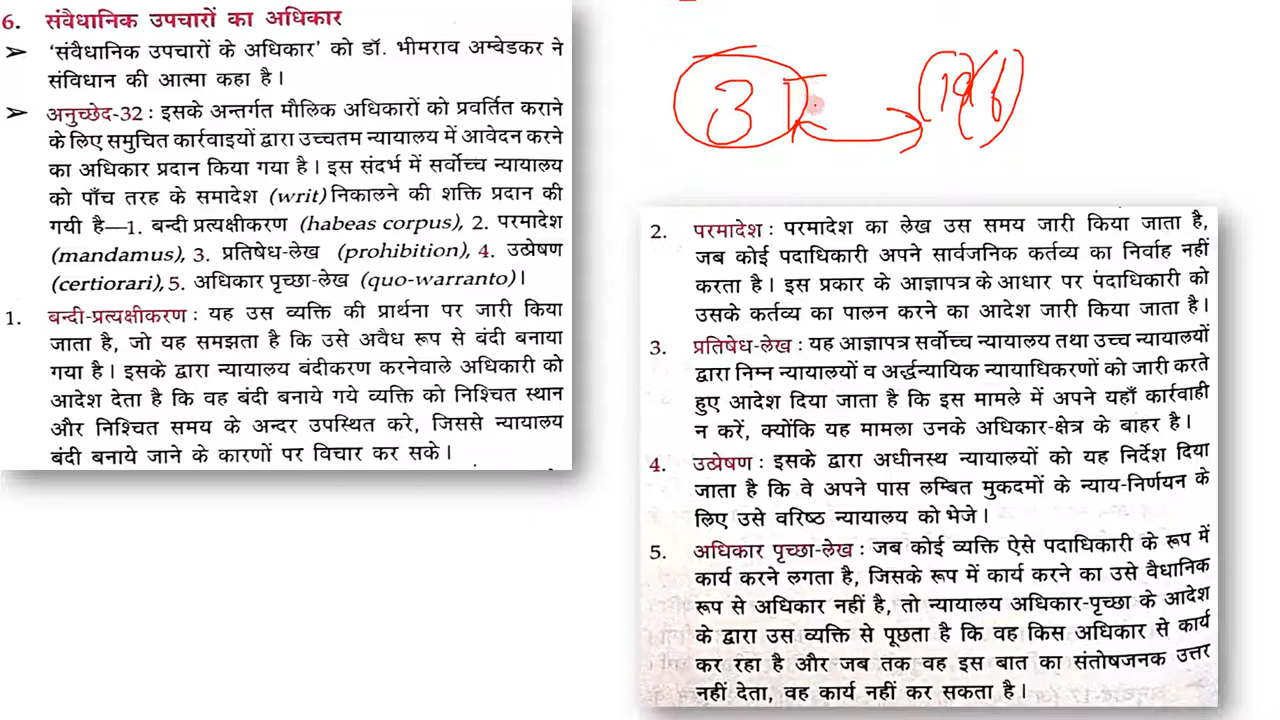 6. संवैधानिक उपचारों का अधिकार
➢ 'संवैधानिक उपचारों के अधिकार' को डॉ. भीमराव अम्बेडकर ने
संविधान की आत्मा कहा है।
➢ अनुच्छेद-32 : इसके अन्तर्गत मौलिक अधिकारों को प्रवर्तित कराने
के लिए समुचित कार्रवाइयों द्वारा उच्चतम न्यायालय में आवेदन करने
का अधिकार प्रदान किया गया है। इस संदर्भ में सर्वोच्च न्यायालय
को पाँच तरह के समादेश (writ) निकालने की शक्ति प्रदान की
गयी है—1. बन्दी प्रत्यक्षीकरण (habeas corpus), 2. परमादेश
(mandamus), 3. प्रतिषेध-लेख (prohibition), 4. उत्प्रेषण
(certiorari), 5. अधिकार पृच्छा-लेख (quo-warranto)।
1. बन्दी-प्रत्यक्षीकरण : यह उस व्यक्ति की प्रार्थना पर जारी किया
जाता है, जो यह समझता है कि उसे अवैध रूप से बंदी बनाया
गया है। इसके द्वारा न्यायालय बंदीकरण करनेवाले अधिकारी को
आदेश देता है कि वह बंदी बनाये गये व्यक्ति को निश्चित स्थान
और निश्चित समय के अन्दर उपस्थित करे, जिससे न्यायालय
बंदी बनाये जाने के कारणों पर विचार कर सके।
3
2. परमादेश : परमादेश का लेख उस समय जारी किया जाता है,
जब कोई पदाधिकारी अपने सार्वजनिक कर्तव्य का निर्वाह नहीं
करता है। इस प्रकार के आज्ञापत्र के आधार पर पंदाधिकारी को
उसके कर्तव्य का पालन करने का आदेश जारी किया जाता है।
3. प्रतिषेध-लेख : यह आज्ञापत्र सर्वोच्च न्यायालय तथा उच्च न्यायालयों
द्वारा निम्न न्यायालयों व अर्द्धन्यायिक न्यायाधिकरणों को जारी करते
हुए आदेश दिया जाता है कि इस मामले में अपने यहाँ कार्रवाही
न करें, क्योंकि यह मामला उनके अधिकार-क्षेत्र के बाहर है।
4. उत्प्रेषण : इसके द्वारा अधीनस्थ न्यायालयों को यह निर्देश दिया
जाता है कि वे अपने पास लम्बित मुकदमों के न्याय-निर्णयन के
लिए उसे वरिष्ठ न्यायालय को भेजे।
5. अधिकार पृच्छा-लेख : जब कोई व्यक्ति ऐसे पदाधिकारी के रूप में
कार्य करने लगता है, जिसके रूप में कार्य करने का उसे वैधानिक
रूप से अधिकार नहीं है, तो न्यायालय अधिकार-पृच्छा के आदेश
के द्वारा उस व्यक्ति से पूछता है कि वह किस अधिकार से कार्य
कर रहा है और जब तक वह इस बात का संतोषजनक उत्तर
नहीं देता, वह कार्य नहीं कर सकता है।